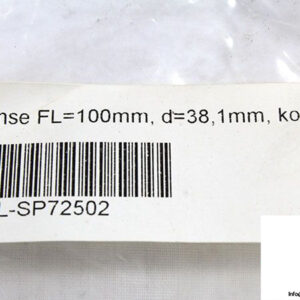 nse FL=100mm, d=38,1mm, ko
L-SP72502